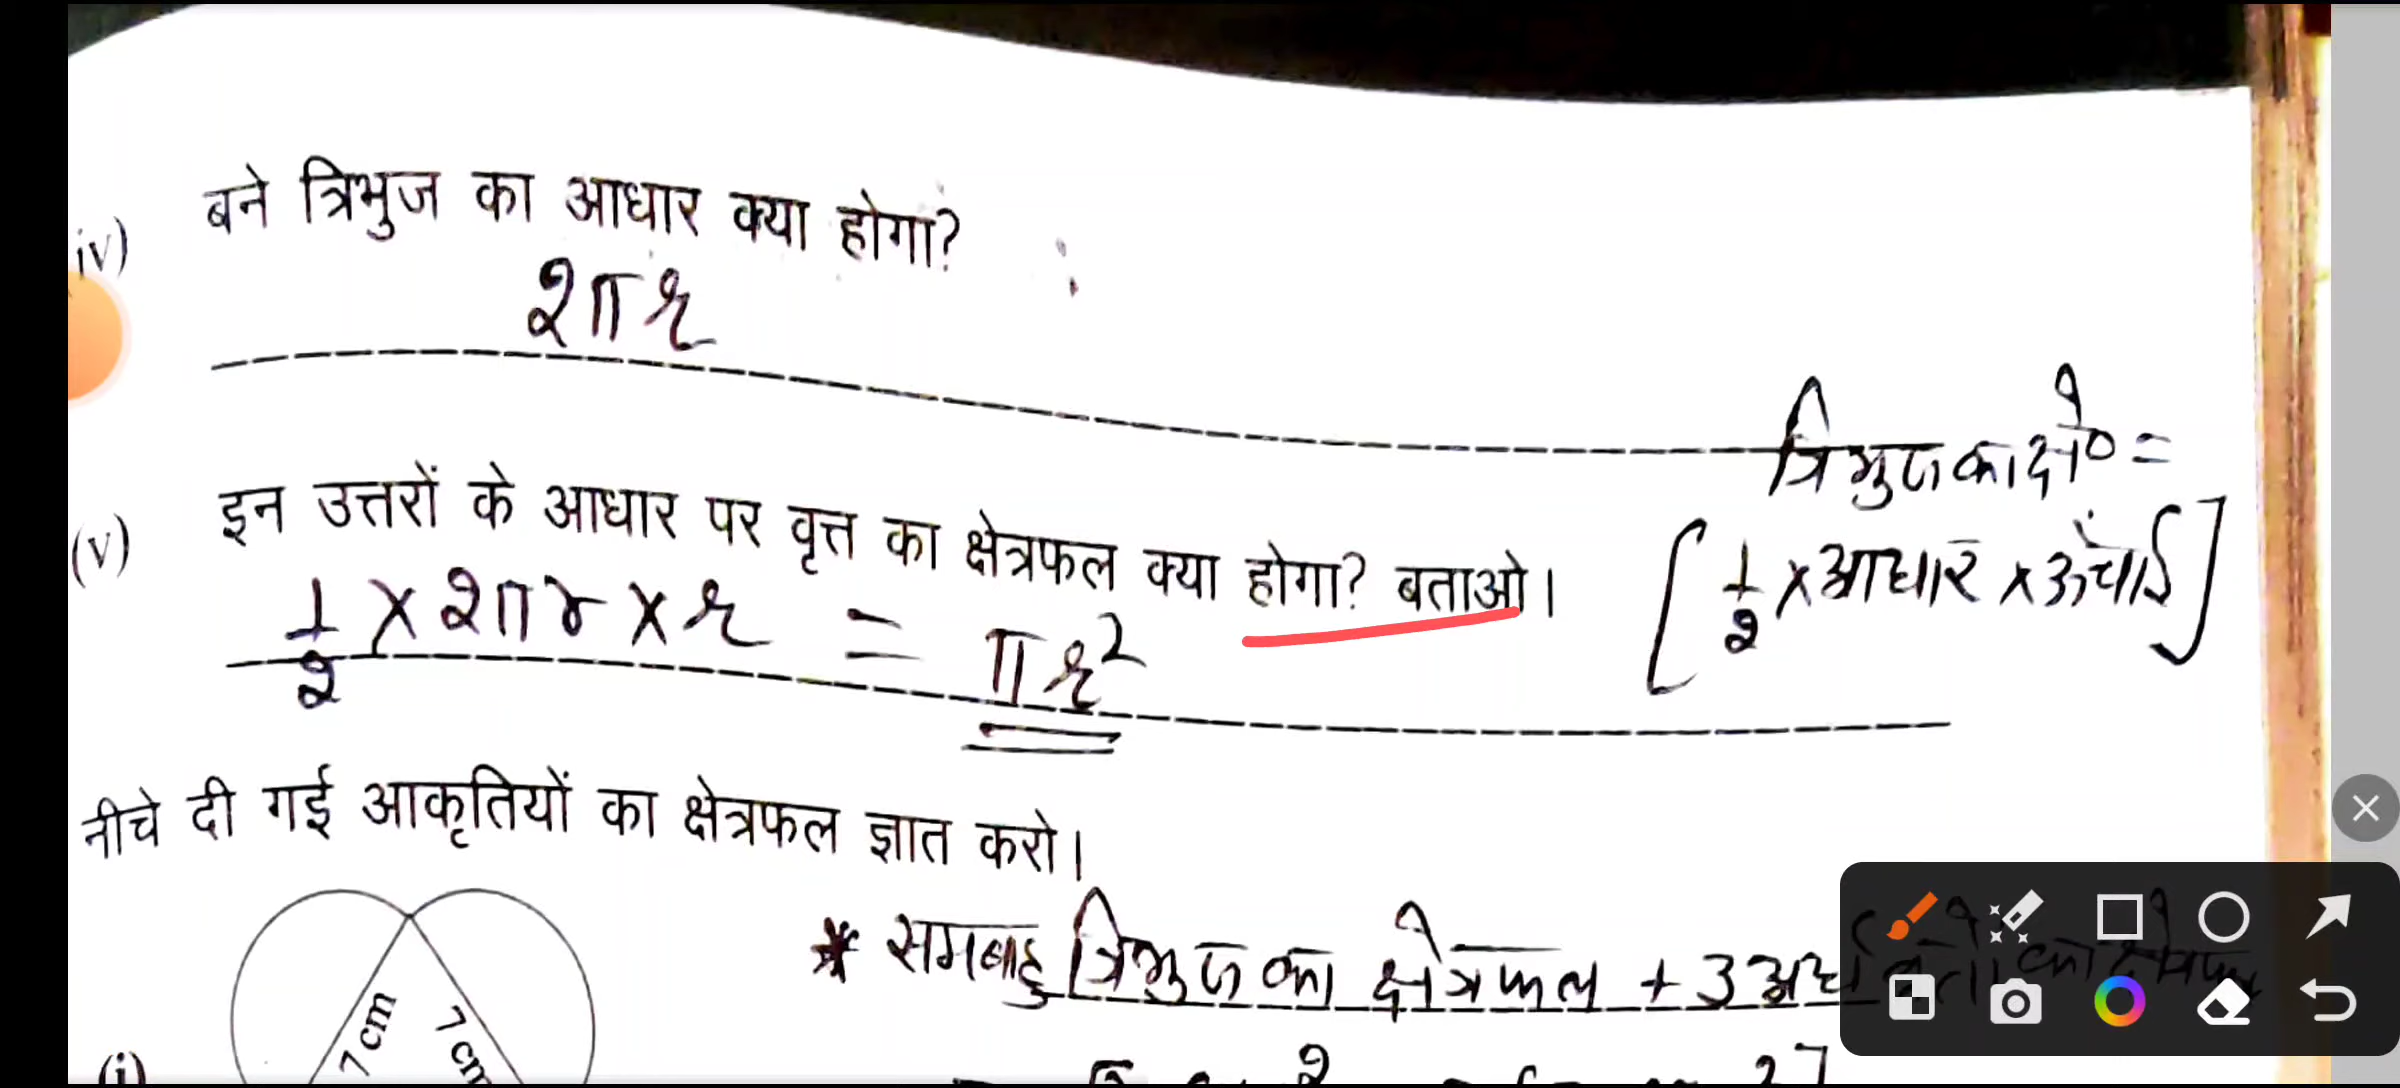 iv) बने त्रिभुज का आधार क्या होगा?
2πr
त्रिभुज का क्षे० =
(v) इन उत्तरों के आधार पर वृत्त का क्षेत्रफल क्या होगा? बताओ।
[1/2 × आधार × ऊंचाई]
1/2 × 2πr × r = πr²
नीचे दी गई आकृतियों का क्षेत्रफल ज्ञात करो।
* समबाहु त्रिभुज का क्षेत्रफल + 3 अर्ध
(i) 7 cm 7 cm